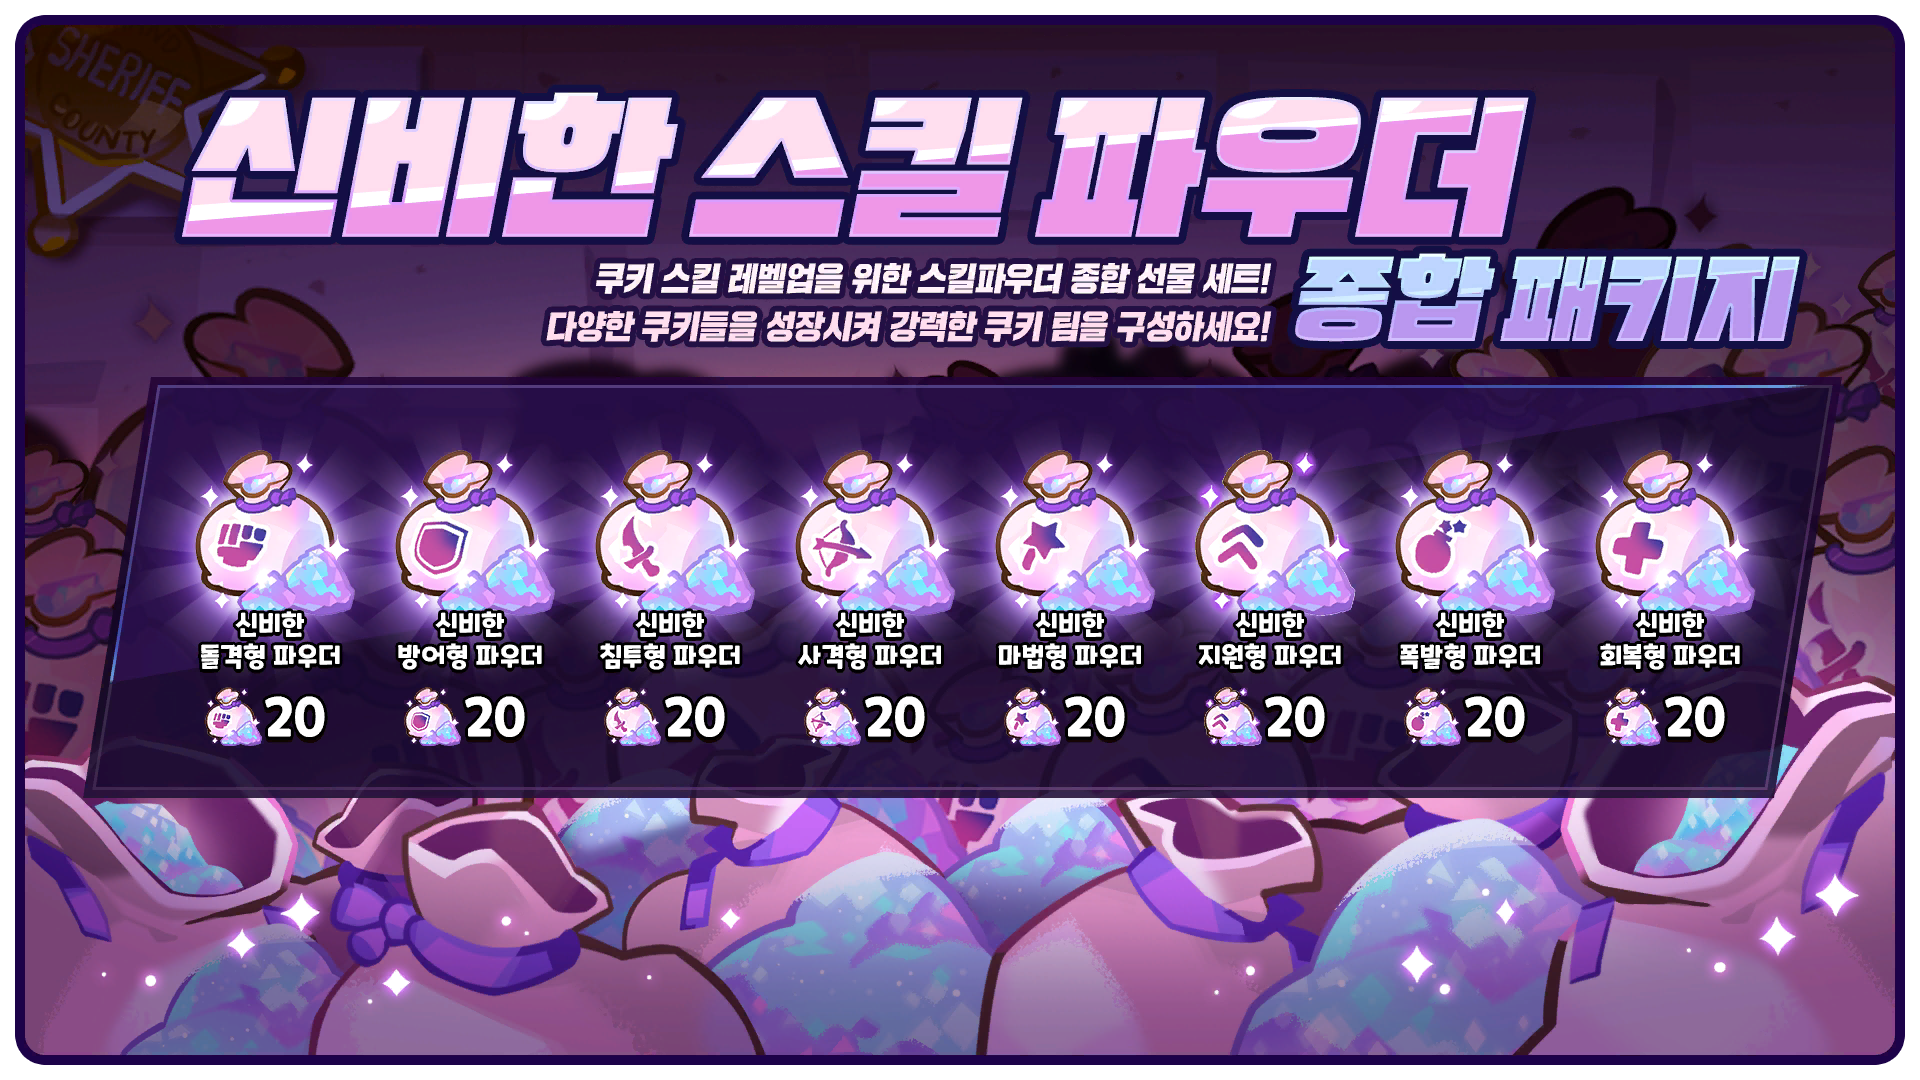 SHERIFF
COUNTY
신비한 스킬 파우더
종합 패키지
쿠키 스킬 레벨업을 위한 스킬파우더 종합 선물 세트!
다양한 쿠키들을 성장시켜 강력한 쿠키 팀을 구성하세요!
신비한
돌격형 파우더
20
신비한
방어형 파우더
20
신비한
침투형 파우더
20
신비한
사격형 파우더
20
신비한
마법형 파우더
20
신비한
지원형 파우더
20
신비한
폭발형 파우더
20
신비한
회복형 파우더
20